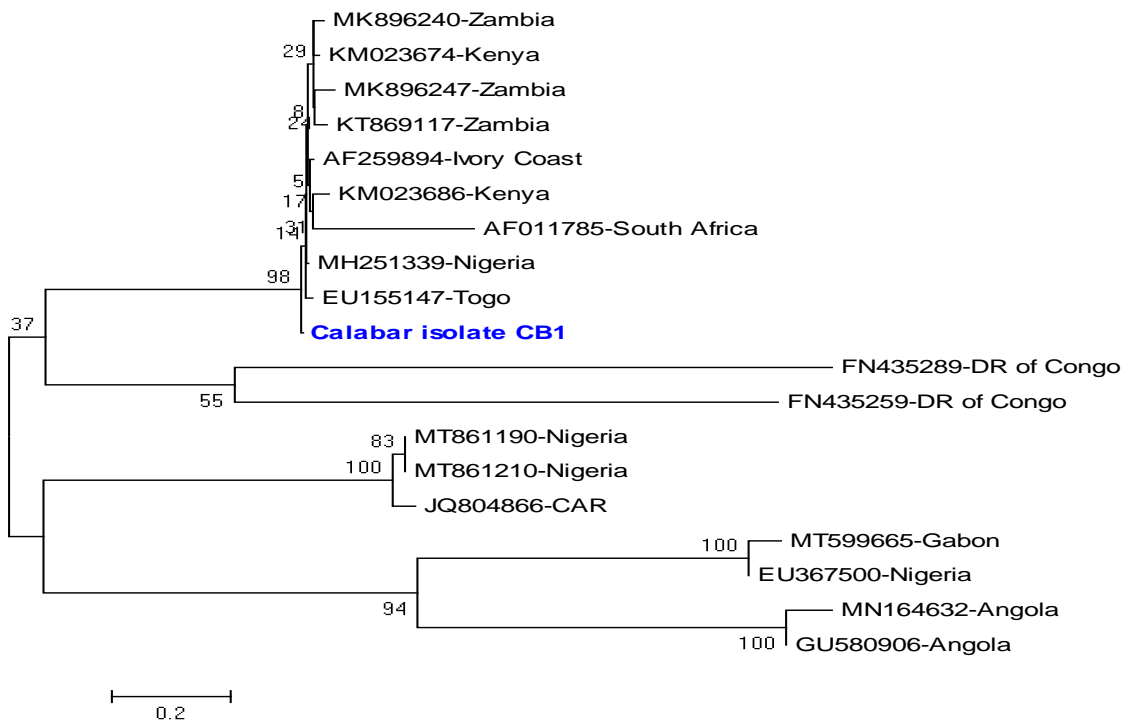 MK896240-Zambia
29
KM023674-Kenya
MK896247-Zambia
8
24
KT869117-Zambia
AF259894-Ivory Coast
5
KM023686-Kenya
17
AF011785-South Africa
31
14
MH251339-Nigeria
98
EU155147-Togo
37
Calabar isolate CB1
FN435289-DR of Congo
55
FN435259-DR of Congo
83
MT861190-Nigeria
100
MT861210-Nigeria
JQ804866-CAR
100
MT599665-Gabon
EU367500-Nigeria
94
MN164632-Angola
100
GU580906-Angola
0.2